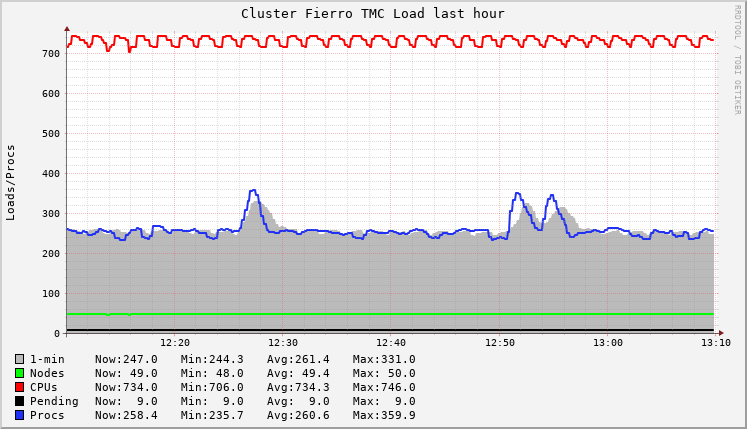 Cluster Fierro TMC Load last hour
RRDTOOL / TOBI OETIKER
Loads/Procs
700
600
500
400
300
200
100
0
12:20 12:30 12:40 12:50 13:00 13:10
1-min Now:247.0 Min:244.3 Avg:261.4 Max:331.0
Nodes Now: 49.0 Min: 48.0 Avg: 49.4 Max: 50.0
CPUs Now:734.0 Min:706.0 Avg:734.3 Max:746.0
Pending Now: 9.0 Min: 9.0 Avg: 9.0 Max: 9.0
Procs Now:258.4 Min:235.7 Avg:260.6 Max:359.9